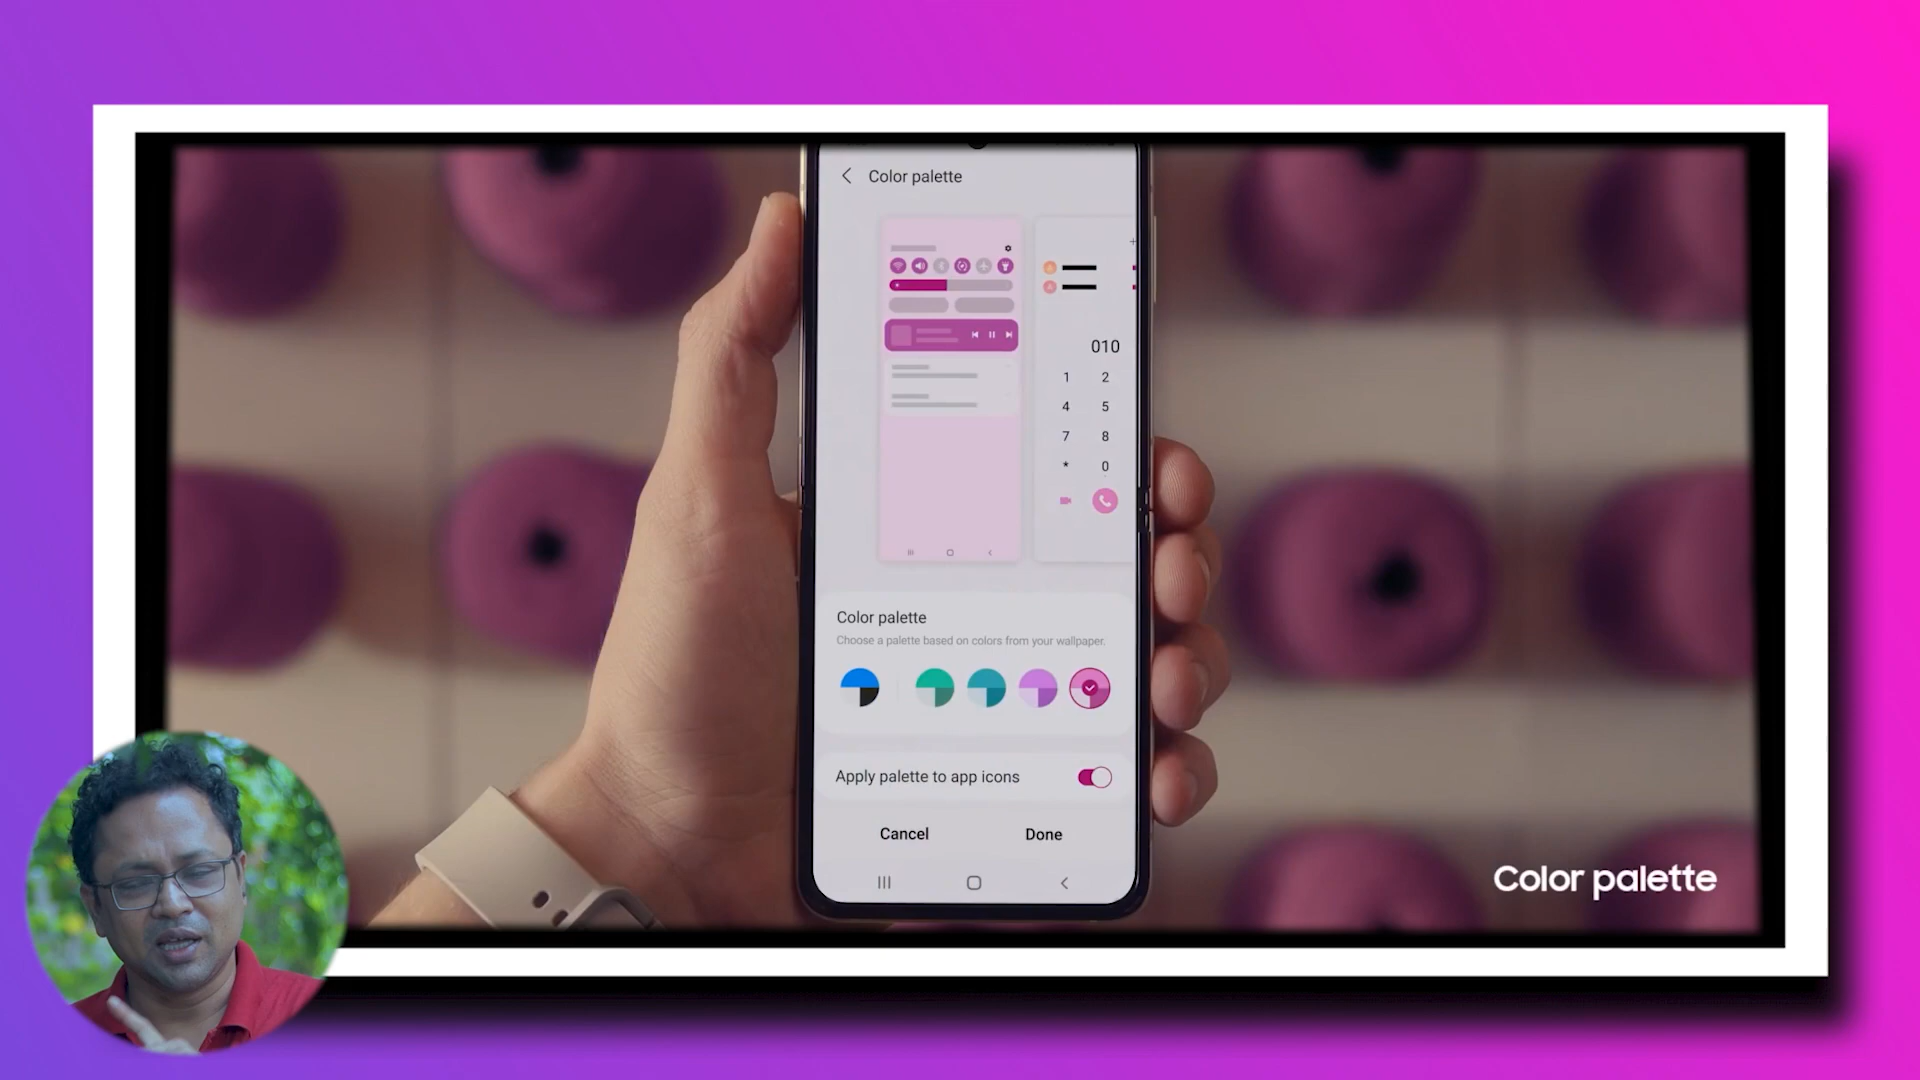 Color palette
010
1 2
4 5
7 8
* 0
Color palette
Choose a palette based on colors from your wallpaper.
Apply palette to app icons
Cancel Done
Color palette